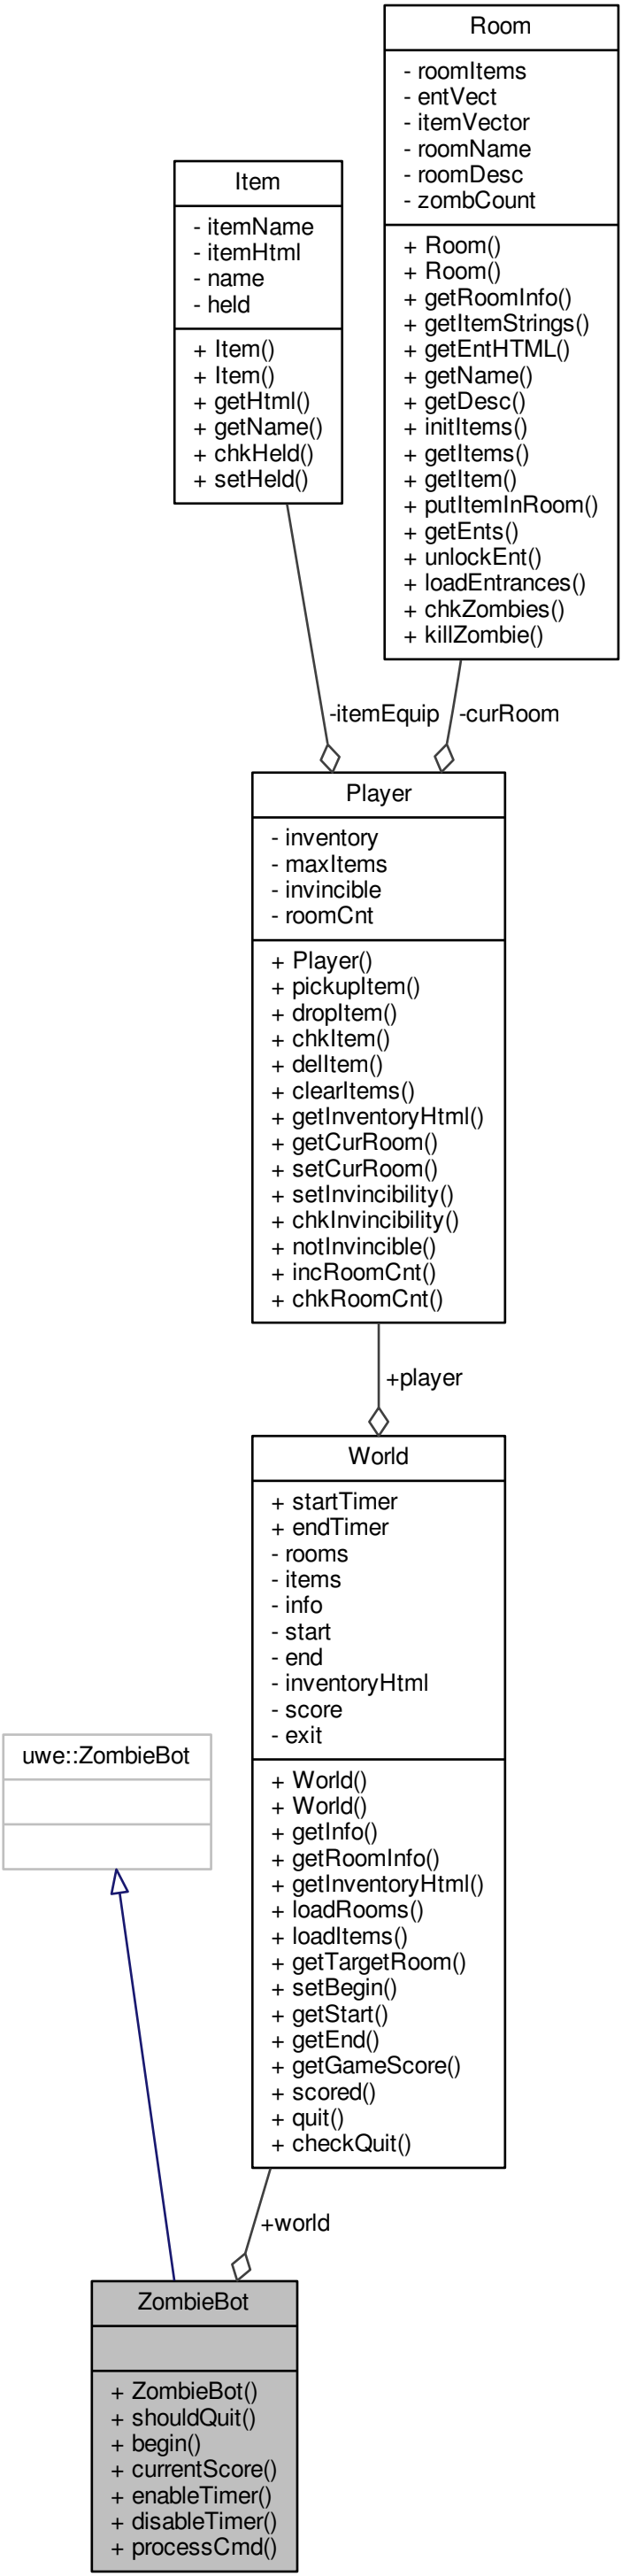 Room
- roomItems
- entVect
- itemVector
- roomName
- roomDesc
- zombCount
+ Room()
+ Room()
+ getRoomInfo()
+ getItemStrings()
+ getEntHTML()
+ getName()
+ getDesc()
+ initItems()
+ getItems()
+ getItem()
+ putItemInRoom()
+ getEnts()
+ unlockEnt()
+ loadEntrances()
+ chkZombies()
+ killZombie()
Item
- itemName
- itemHtml
- name
- held
+ Item()
+ Item()
+ getHtml()
+ getName()
+ chkHeld()
+ setHeld()
-itemEquip
-curRoom
Player
- inventory
- maxItems
- invincible
- roomCnt
+ Player()
+ pickupItem()
+ dropItem()
+ chkItem()
+ delItem()
+ clearItems()
+ getInventoryHtml()
+ getCurRoom()
+ setCurRoom()
+ setInvincibility()
+ chkInvincibility()
+ notInvincible()
+ incRoomCnt()
+ chkRoomCnt()
+player
World
+ startTimer
+ endTimer
- rooms
- items
- info
- start
- end
- inventoryHtml
- score
- exit
+ World()
+ World()
+ getInfo()
+ getRoomInfo()
+ getInventoryHtml()
+ loadRooms()
+ loadItems()
+ getTargetRoom()
+ setBegin()
+ getStart()
+ getEnd()
+ getGameScore()
+ scored()
+ quit()
+ checkQuit()
uwe::ZombieBot
+world
ZombieBot
+ ZombieBot()
+ shouldQuit()
+ begin()
+ currentScore()
+ enableTimer()
+ disableTimer()
+ processCmd()